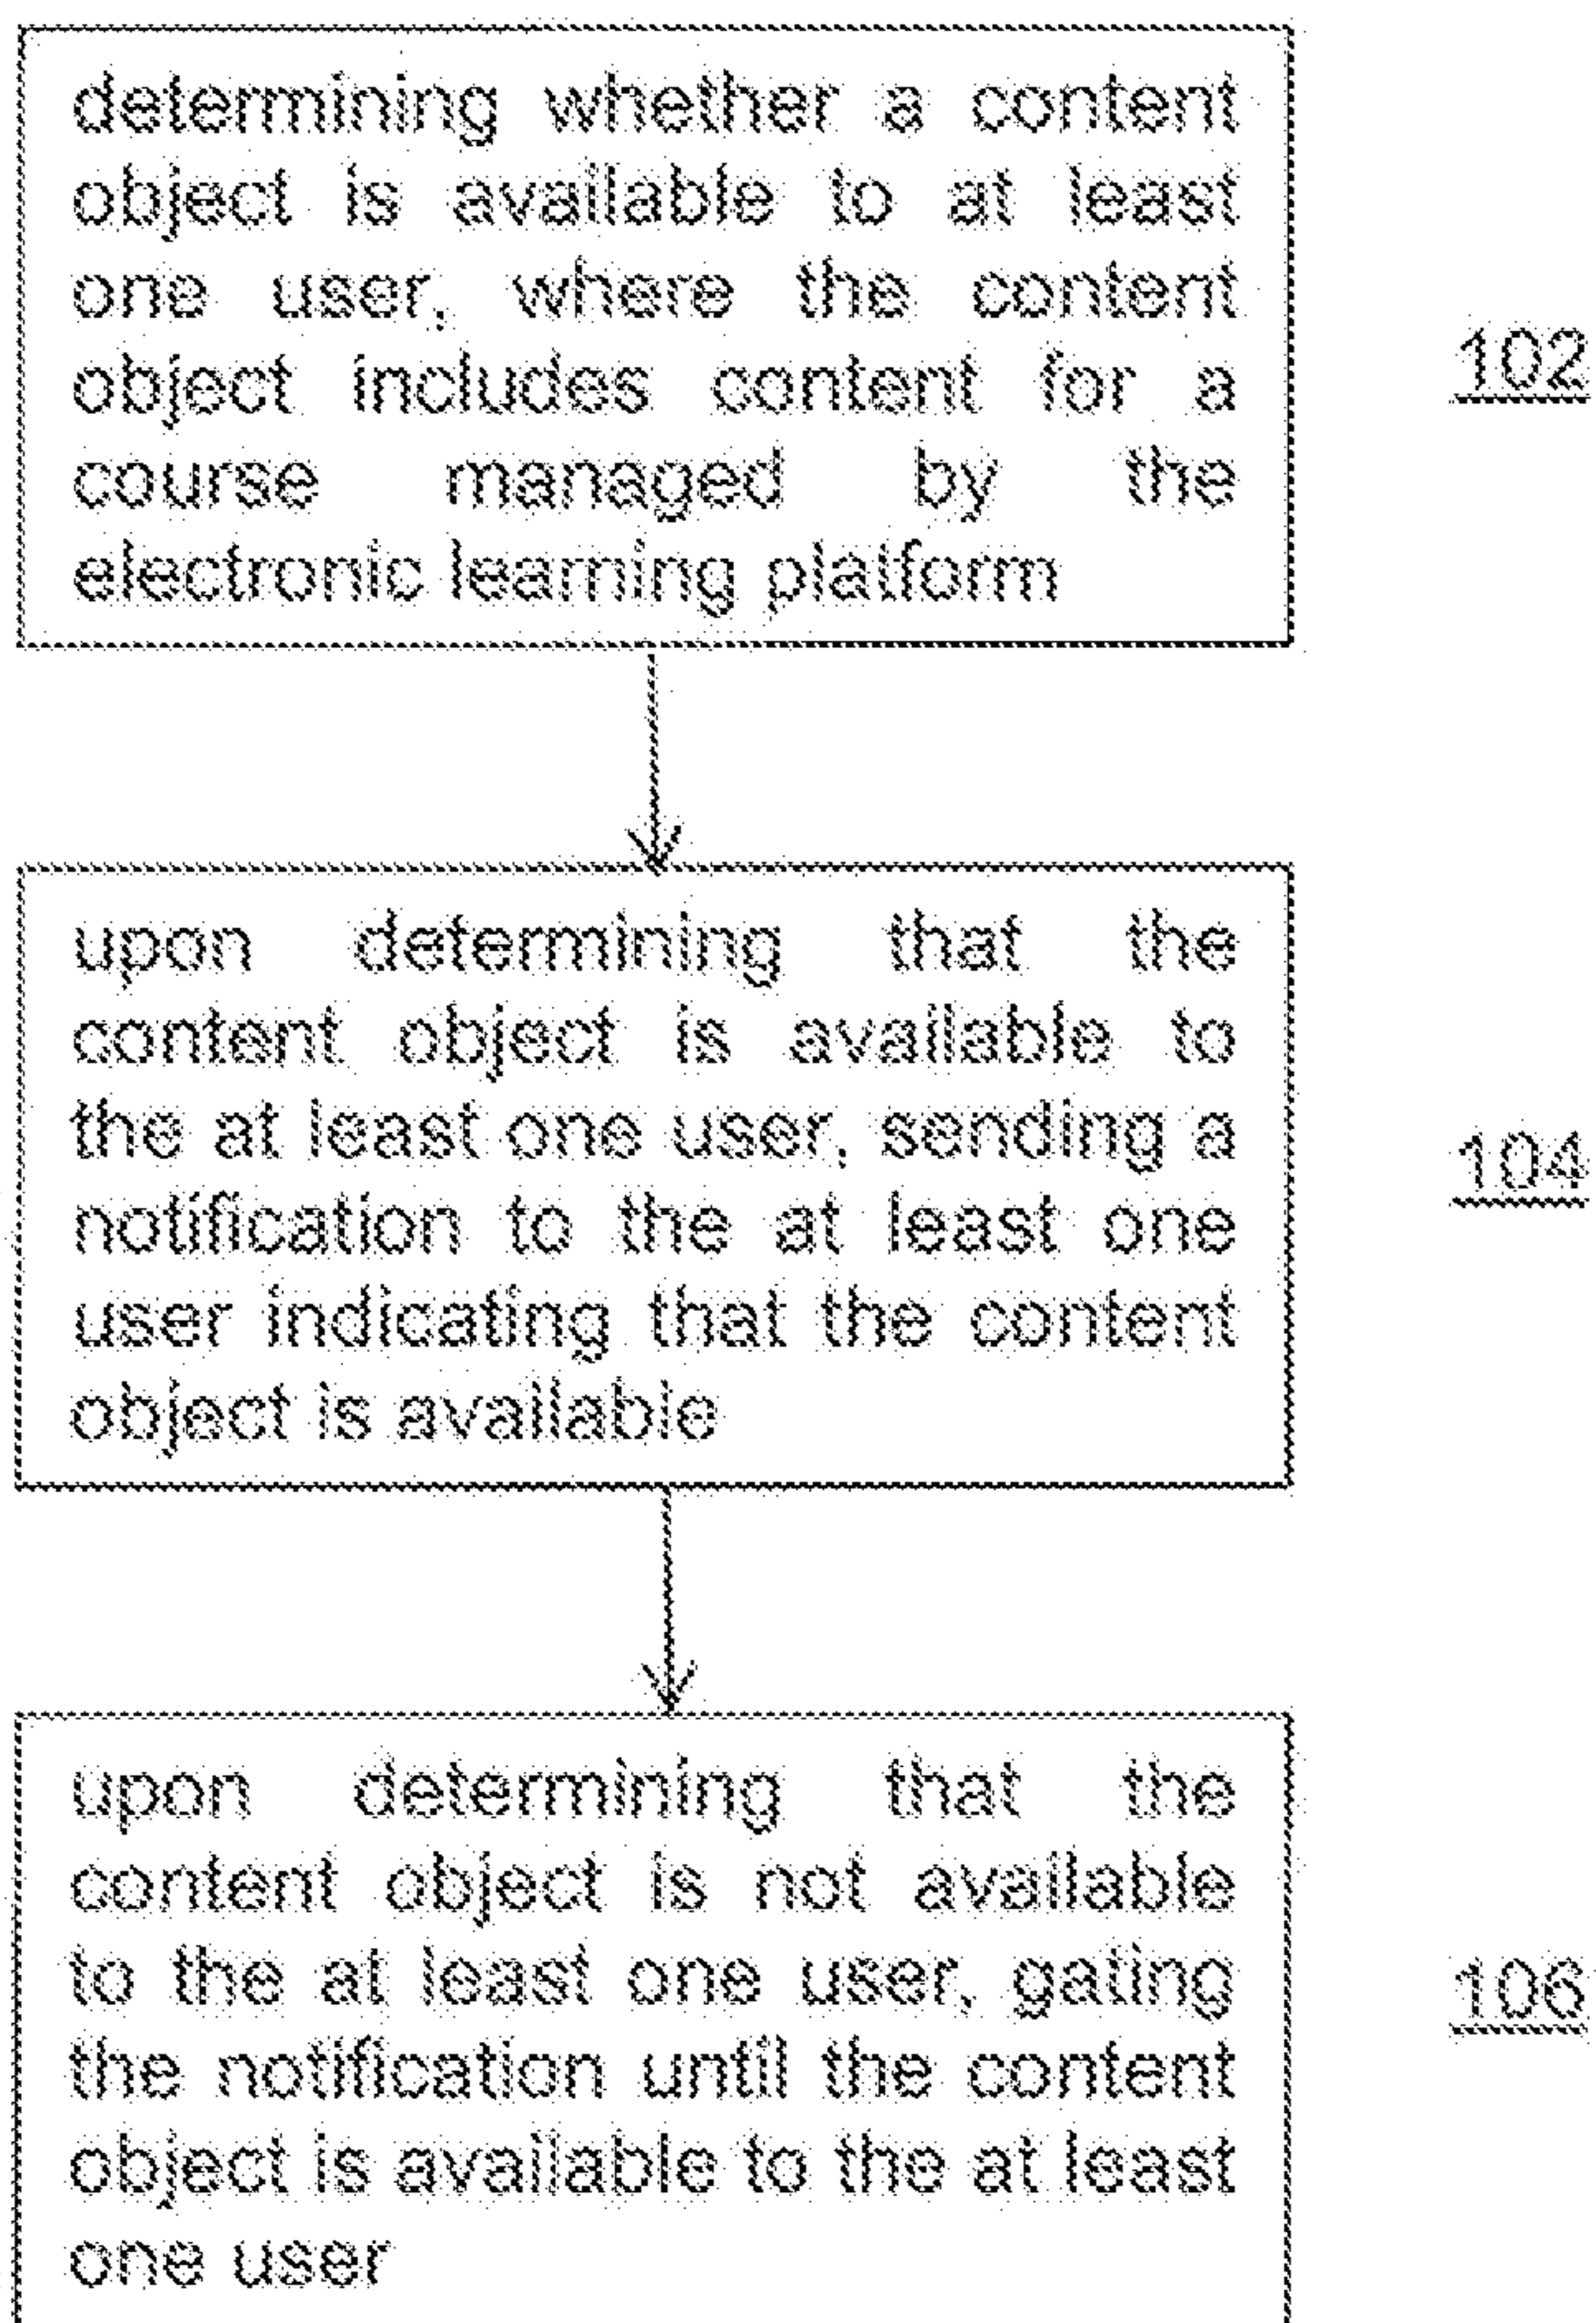 determining whether a content
object is available to at least
one user, where the content
object includes content for a
course managed by the
electronic learning platform
102
upon determining that the
content object is available to
the at least one user, sending a
notification to the at least one
user indicating that the content
object is available
104
upon determining that the
content object is not available
to the at least one user, gating
the notification until the content
object is available to the at least
one user
106